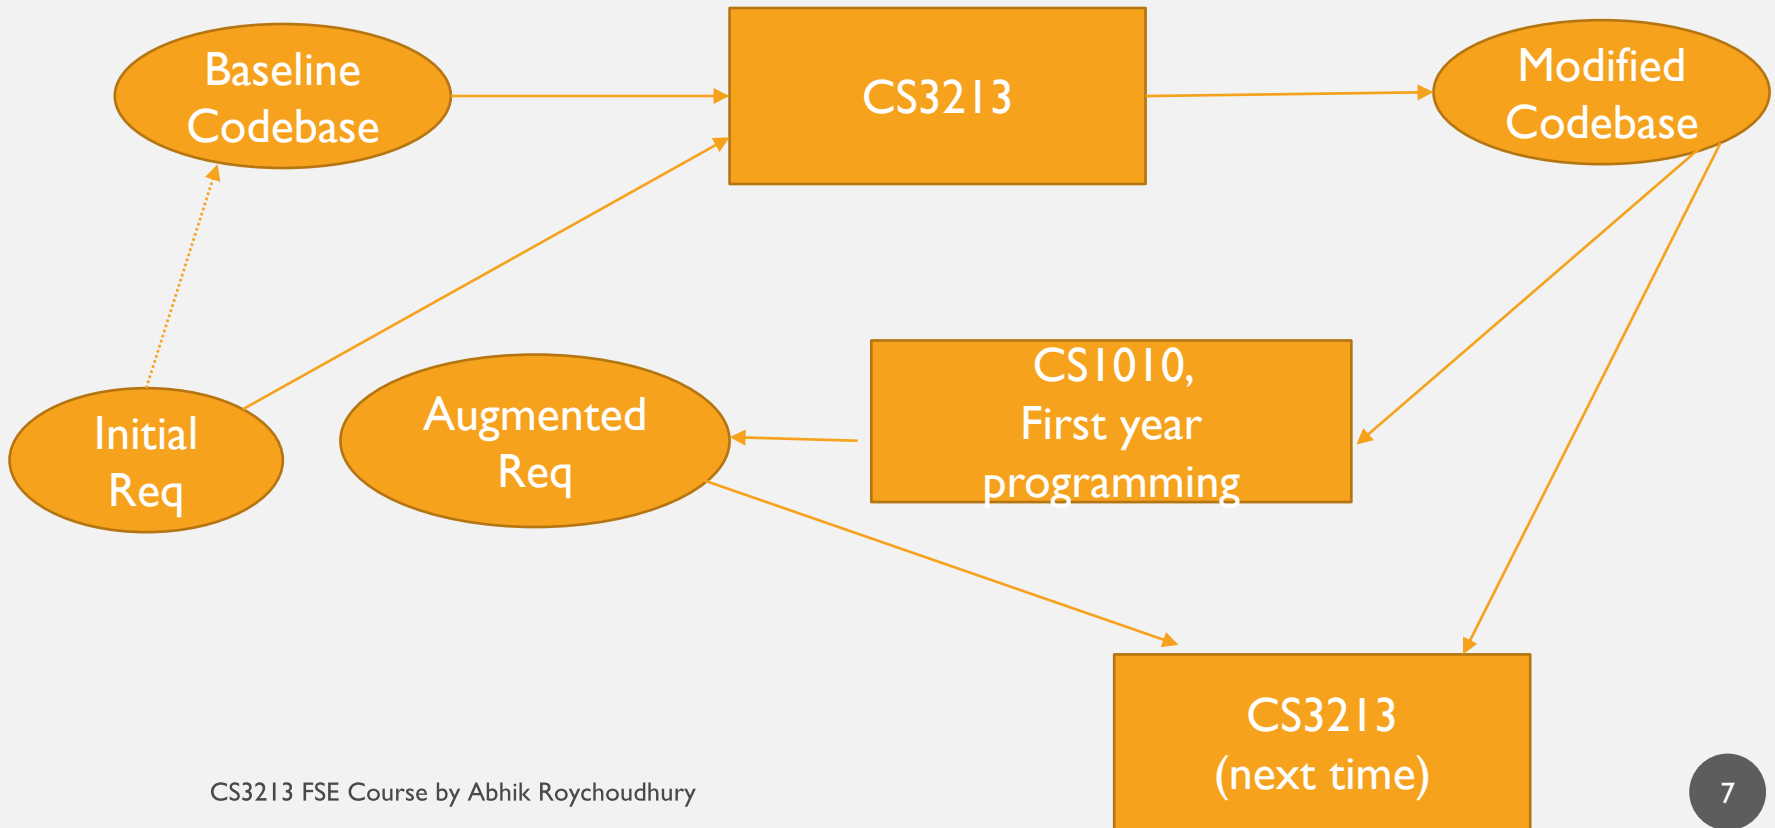 Baseline
Codebase
CS3213
Modified
Codebase
Initial
Req
Augmented
Req
CS1010,
First year
programming
CS3213
(next time)
CS3213 FSE Course by Abhik Roychoudhury
7